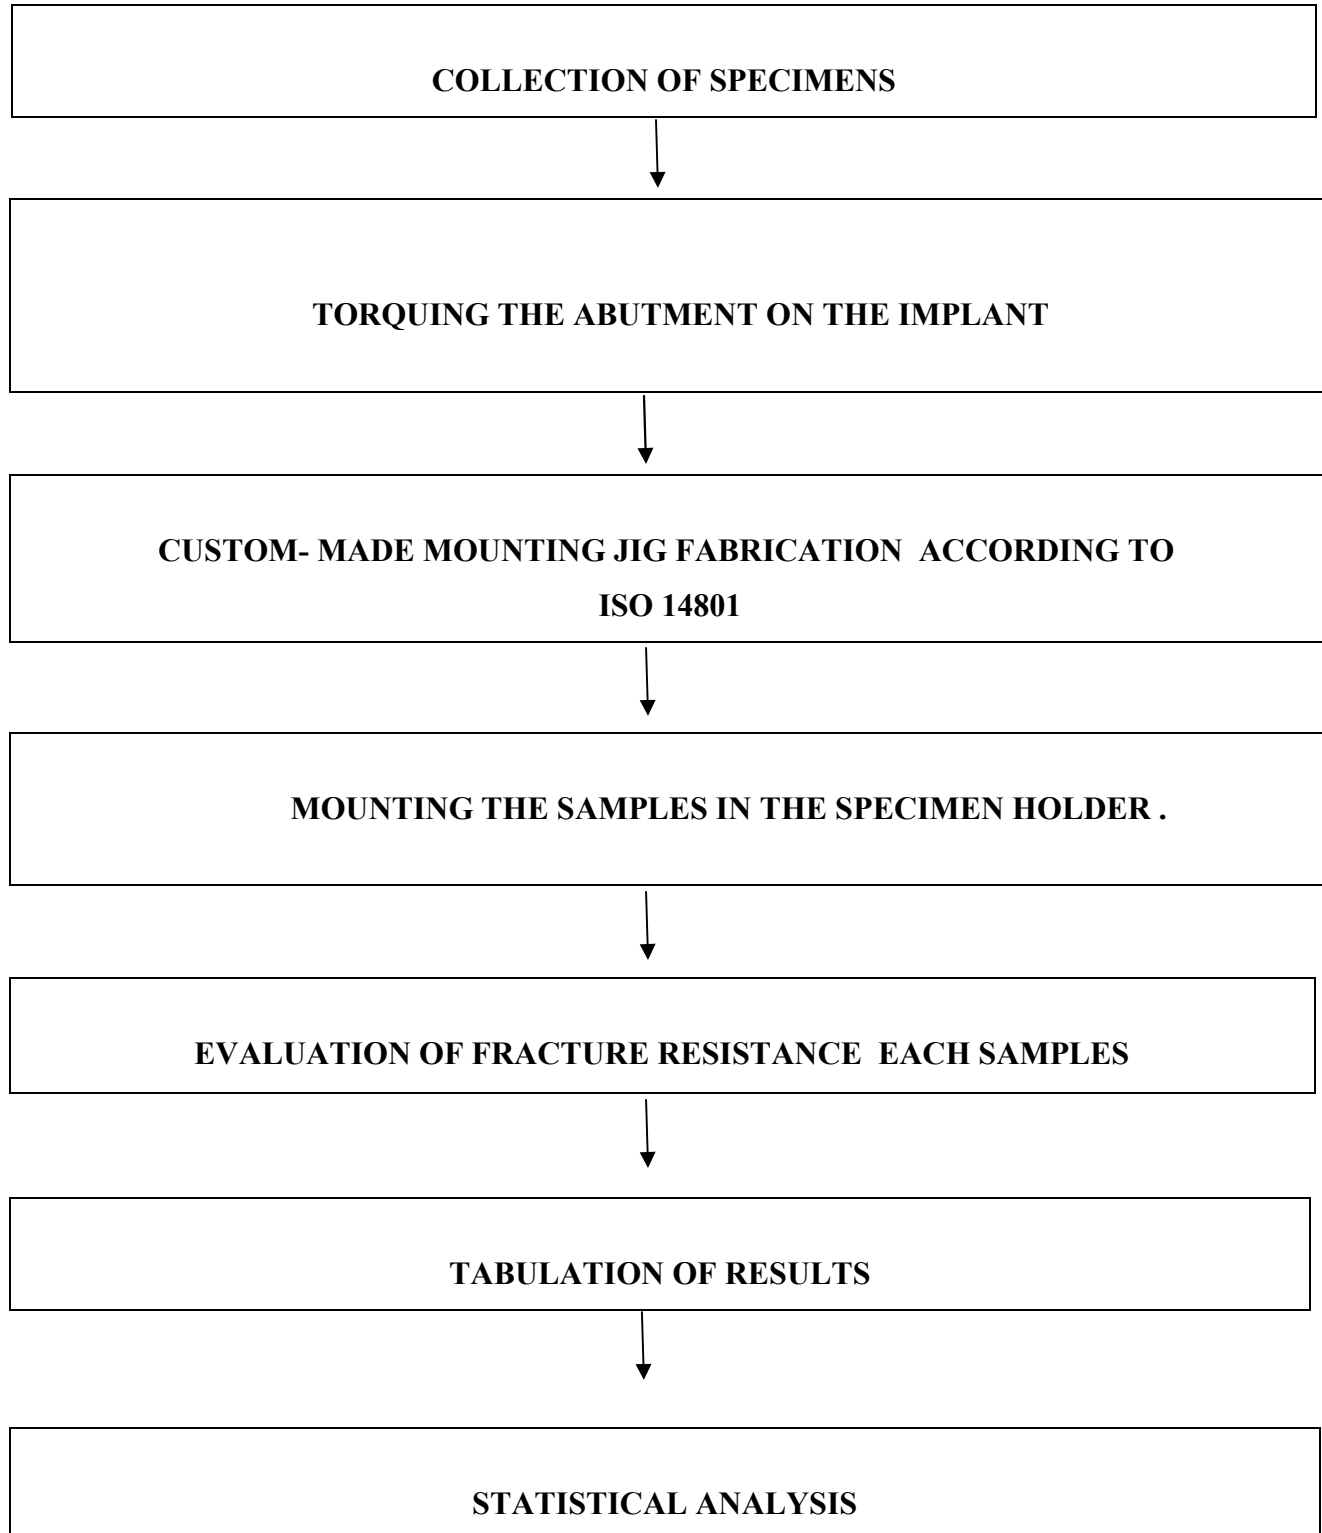 COLLECTION OF SPECIMENS
TORQUING THE ABUTMENT ON THE IMPLANT
CUSTOM- MADE MOUNTING JIG FABRICATION  ACCORDING TO
ISO 14801
MOUNTING THE SAMPLES IN THE SPECIMEN HOLDER .
EVALUATION OF FRACTURE RESISTANCE  EACH SAMPLES
TABULATION OF RESULTS
STATISTICAL ANALYSIS